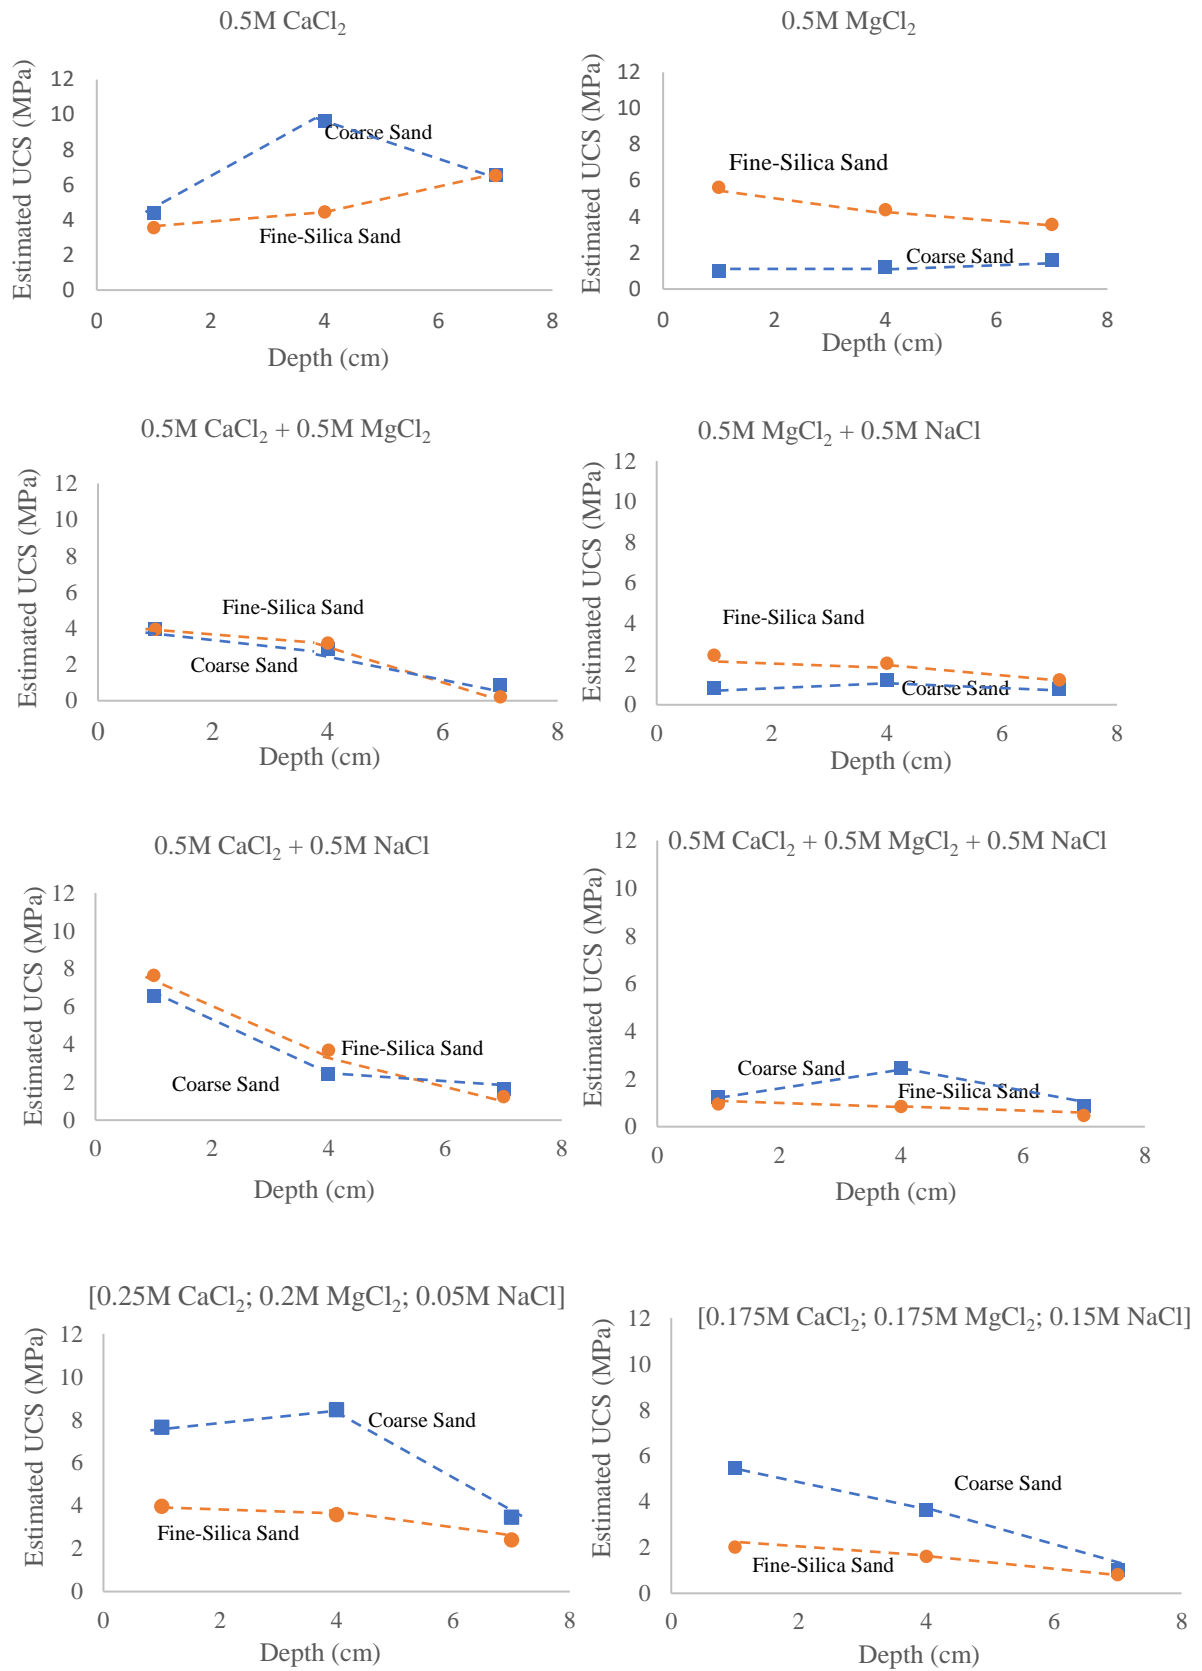 0.5M CaCl₂
Estimated UCS (MPa)
12
10
8
6
4
2
0
Coarse Sand
Fine-Silica Sand
0 2 4 6 8
Depth (cm)
0.5M MgCl₂
Estimated UCS (MPa)
12
10
8
6
4
2
0
Fine-Silica Sand
Coarse Sand
0 2 4 6 8
Depth (cm)
0.5M CaCl₂ + 0.5M MgCl₂
Estimated UCS (MPa)
12
10
8
6
4
2
0
Fine-Silica Sand
Coarse Sand
0 2 4 6 8
Depth (cm)
0.5M MgCl₂ + 0.5M NaCl
Estimated UCS (MPa)
12
10
8
6
4
2
0
Fine-Silica Sand
Coarse Sand
0 2 4 6 8
Depth (cm)
0.5M CaCl₂ + 0.5M NaCl
Estimated UCS (MPa)
12
10
8
6
4
2
0
Fine-Silica Sand
Coarse Sand
0 2 4 6 8
Depth (cm)
0.5M CaCl₂ + 0.5M MgCl₂ + 0.5M NaCl
Estimated UCS (MPa)
12
10
8
6
4
2
0
Coarse Sand
Fine-Silica Sand
0 2 4 6 8
Depth (cm)
[0.25M CaCl₂; 0.2M MgCl₂; 0.05M NaCl]
Estimated UCS (MPa)
12
10
8
6
4
2
0
Coarse Sand
Fine-Silica Sand
0 2 4 6 8
Depth (cm)
[0.175M CaCl₂; 0.175M MgCl₂; 0.15M NaCl]
Estimated UCS (MPa)
12
10
8
6
4
2
0
Coarse Sand
Fine-Silica Sand
0 2 4 6 8
Depth (cm)